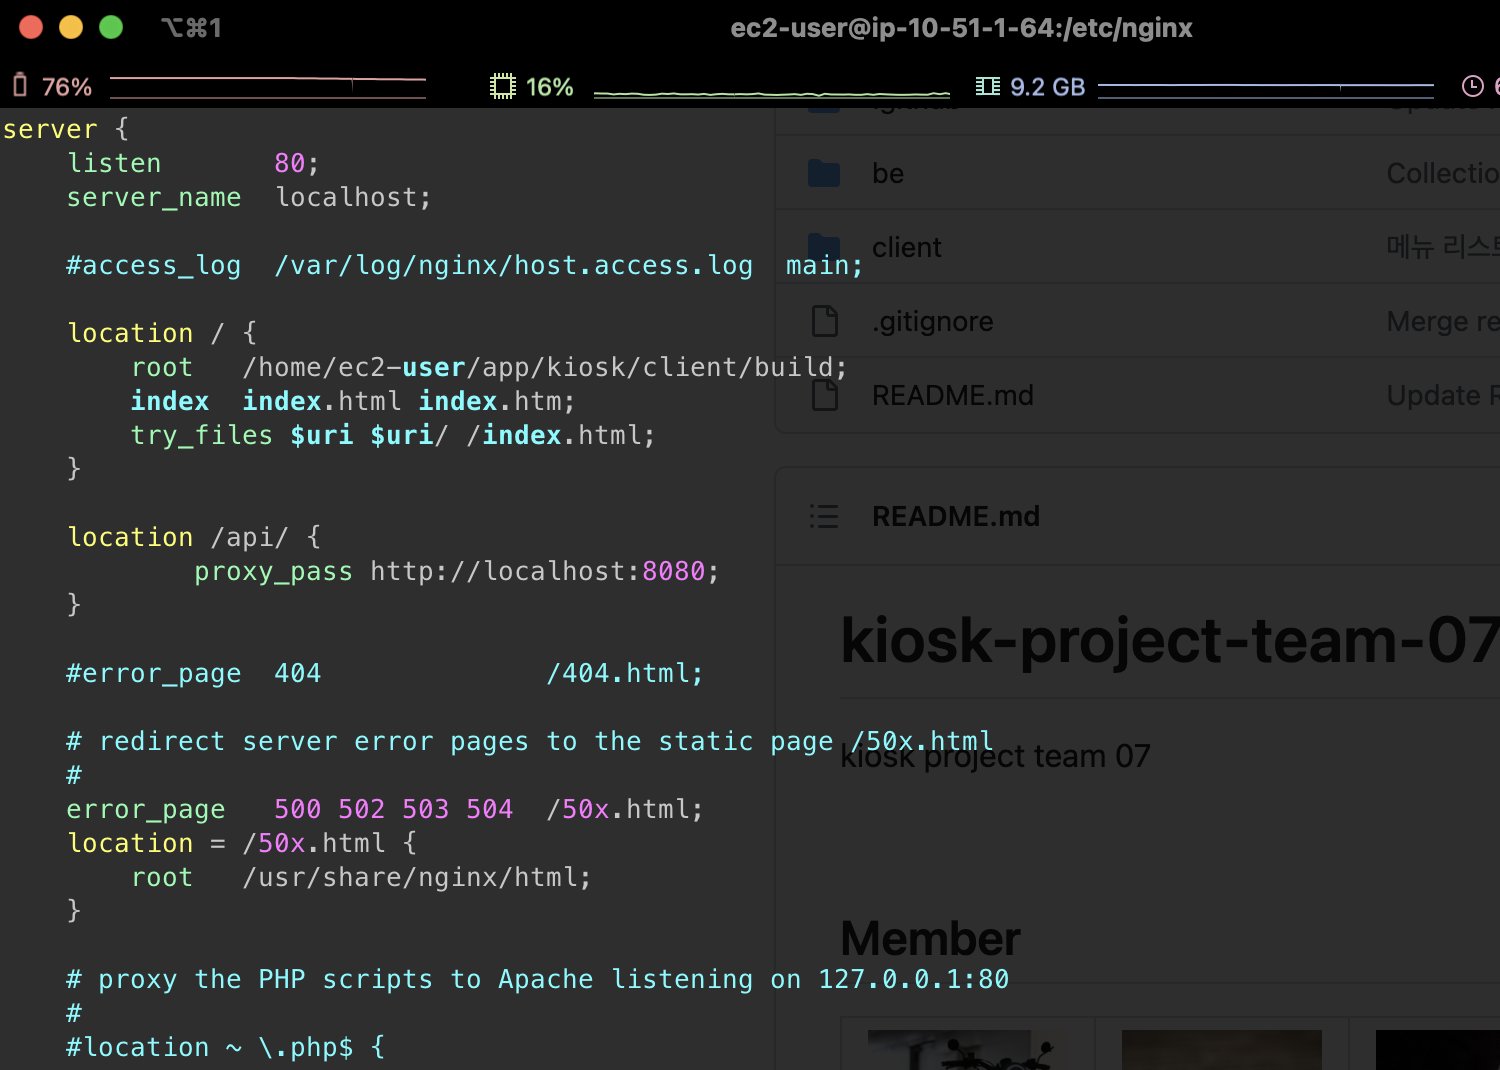 ⌥⌘1
ec2-user@ip-10-51-1-64:/etc/nginx
76%
16%
9.2 GB
server {
listen 80;
server_name localhost;
#access_log /var/log/nginx/host.access.log main;
location / {
root /home/ec2-user/app/kiosk/client/build;
index index.html index.htm;
try_files $uri $uri/ /index.html;
}
location /api/ {
proxy_pass http://localhost:8080;
}
#error_page 404 /404.html;
# redirect server error pages to the static page /50x.html
#
error_page 500 502 503 504 /50x.html;
location = /50x.html {
root /usr/share/nginx/html;
}
# proxy the PHP scripts to Apache listening on 127.0.0.1:80
#
#location ~ \.php$ {
be
Collectio
client
메뉴 리스트
.gitignore
Merge re
README.md
Update R
README.md
kiosk-project-team-07
kiosk project team 07
Member